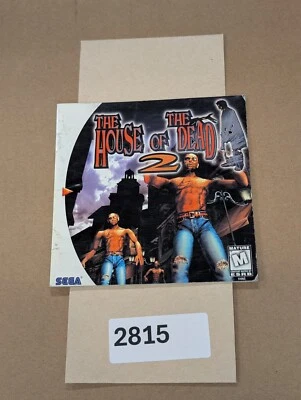 THE THE
HOUSE OF DEAD
2
SEGA
MATURE
M
ESRB
2815